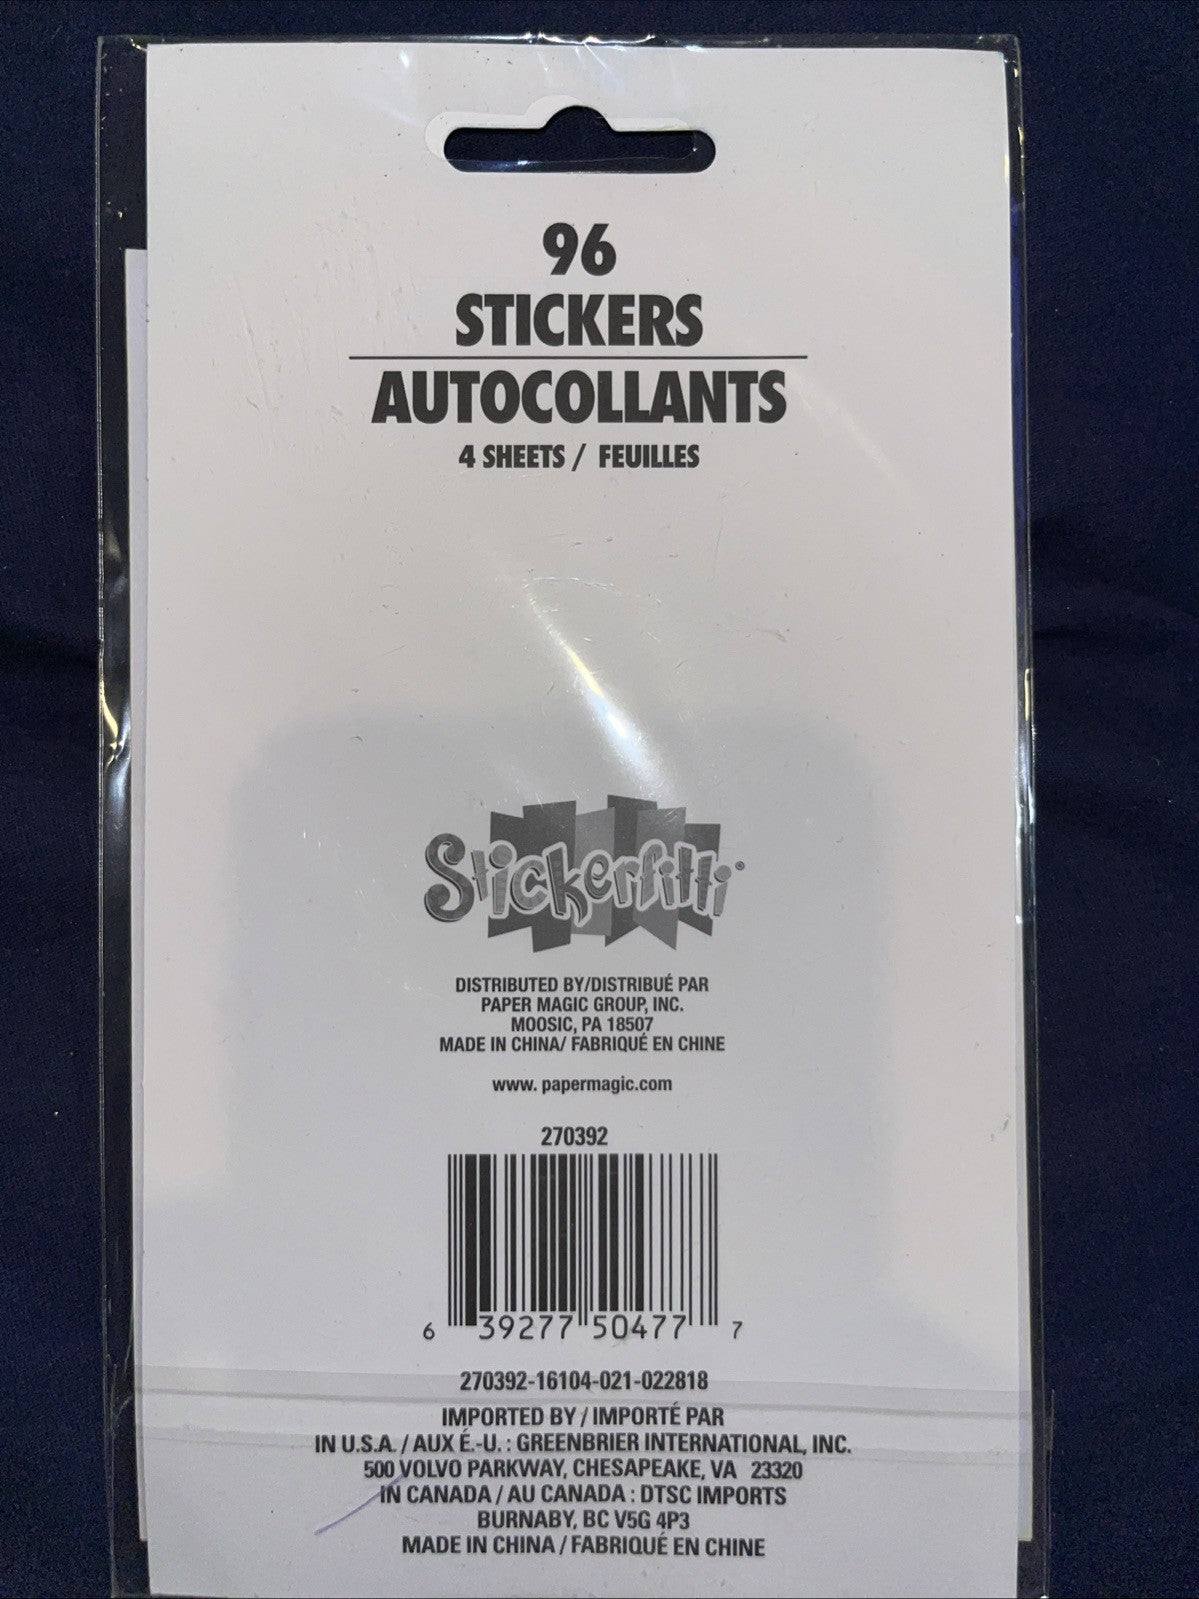 96
STICKERS
AUTOCOLLANTS
4 SHEETS / FEUILLES
Stickerfitti®
DISTRIBUTED BY/DISTRIBUÉ PAR
PAPER MAGIC GROUP, INC.
MOOSIC, PA 18507
MADE IN CHINA/ FABRIQUÉ EN CHINE
www. papermagic.com
270392
6 39277 50477 7
270392-16104-021-022818
IMPORTED BY / IMPORTÉ PAR
IN U.S.A. / AUX É.-U. : GREENBRIER INTERNATIONAL, INC.
500 VOLVO PARKWAY, CHESAPEAKE, VA 23320
IN CANADA / AU CANADA : DTSC IMPORTS
BURNABY, BC V5G 4P3
MADE IN CHINA / FABRIQUÉ EN CHINE